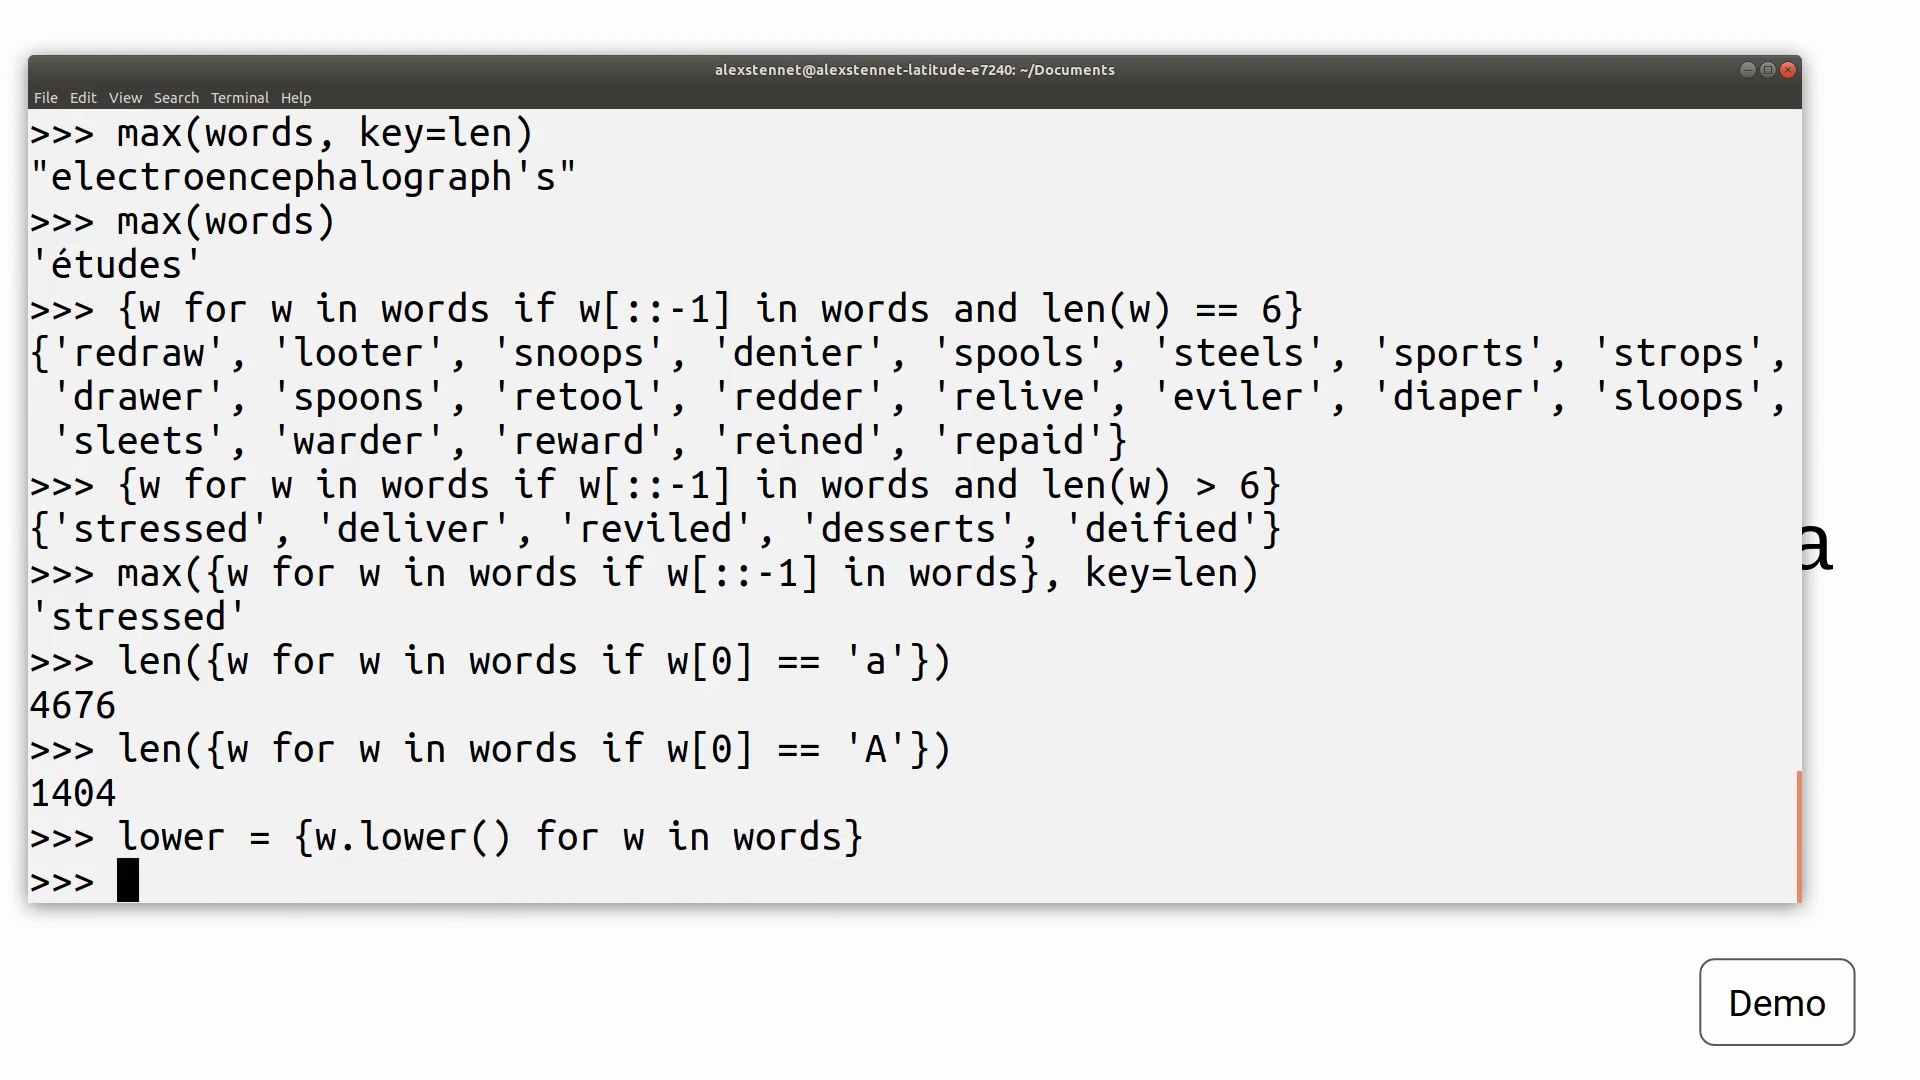 alexstennet@alexstennet-latitude-e7240: ~/Documents
File Edit View Search Terminal Help
>>> max(words, key=len)
"electroencephalograph's"
>>> max(words)
'études'
>>> {w for w in words if w[::-1] in words and len(w) == 6}
{'redraw', 'looter', 'snoops', 'denier', 'spools', 'steels', 'sports', 'strops',
'drawer', 'spoons', 'retool', 'redder', 'relive', 'eviler', 'diaper', 'sloops',
'sleets', 'warder', 'reward', 'reined', 'repaid'}
>>> {w for w in words if w[::-1] in words and len(w) > 6}
{'stressed', 'deliver', 'reviled', 'desserts', 'deified'}
>>> max({w for w in words if w[::-1] in words}, key=len)
'stressed'
>>> len({w for w in words if w[0] == 'a'})
4676
>>> len({w for w in words if w[0] == 'A'})
1404
>>> lower = {w.lower() for w in words}
>>>
a
Demo